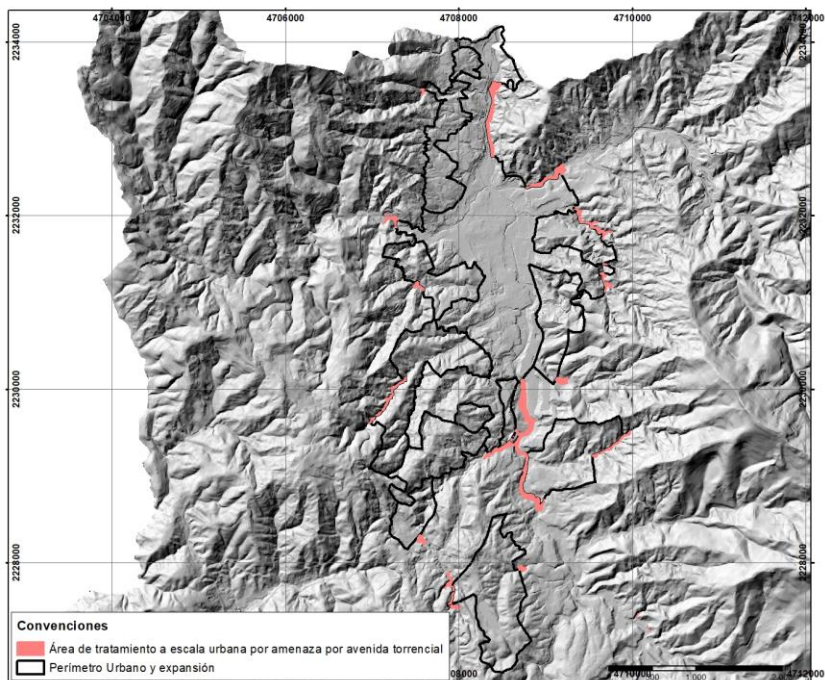 4704000 4706000 4708000 4710000 4712000
2234000 2234000
2232000 2232000
2230000 2230000
2228000 2228000
Convenciones
Área de tratamiento a escala urbana por amenaza por avenida torrencial
Perímetro Urbano y expansión
4710000 4712000